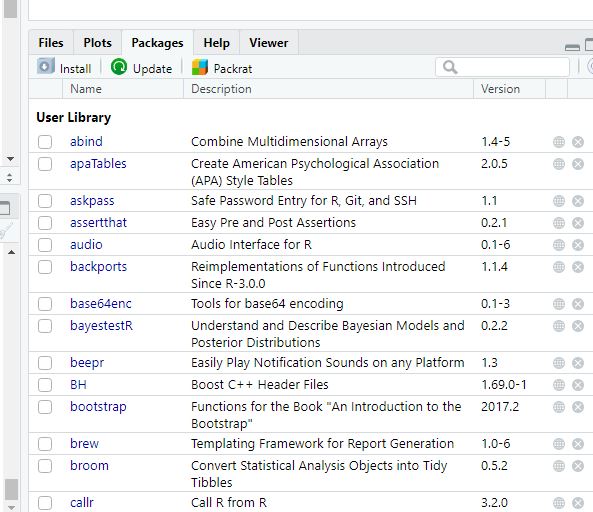 Files Plots Packages Help Viewer
Install Update Packrat
Name Description Version
User Library
abind Combine Multidimensional Arrays 1.4-5
apaTables Create American Psychological Association 2.0.5
(APA) Style Tables
askpass Safe Password Entry for R, Git, and SSH 1.1
assertthat Easy Pre and Post Assertions 0.2.1
audio Audio Interface for R 0.1-6
backports Reimplementations of Functions Introduced 1.1.4
Since R-3.0.0
base64enc Tools for base64 encoding 0.1-3
bayestestR Understand and Describe Bayesian Models and 0.2.2
Posterior Distributions
beepr Easily Play Notification Sounds on any Platform 1.3
BH Boost C++ Header Files 1.69.0-1
bootstrap Functions for the Book "An Introduction to the 2017.2
Bootstrap"
brew Templating Framework for Report Generation 1.0-6
broom Convert Statistical Analysis Objects into Tidy 0.5.2
Tibbles
callr Call R from R 3.2.0